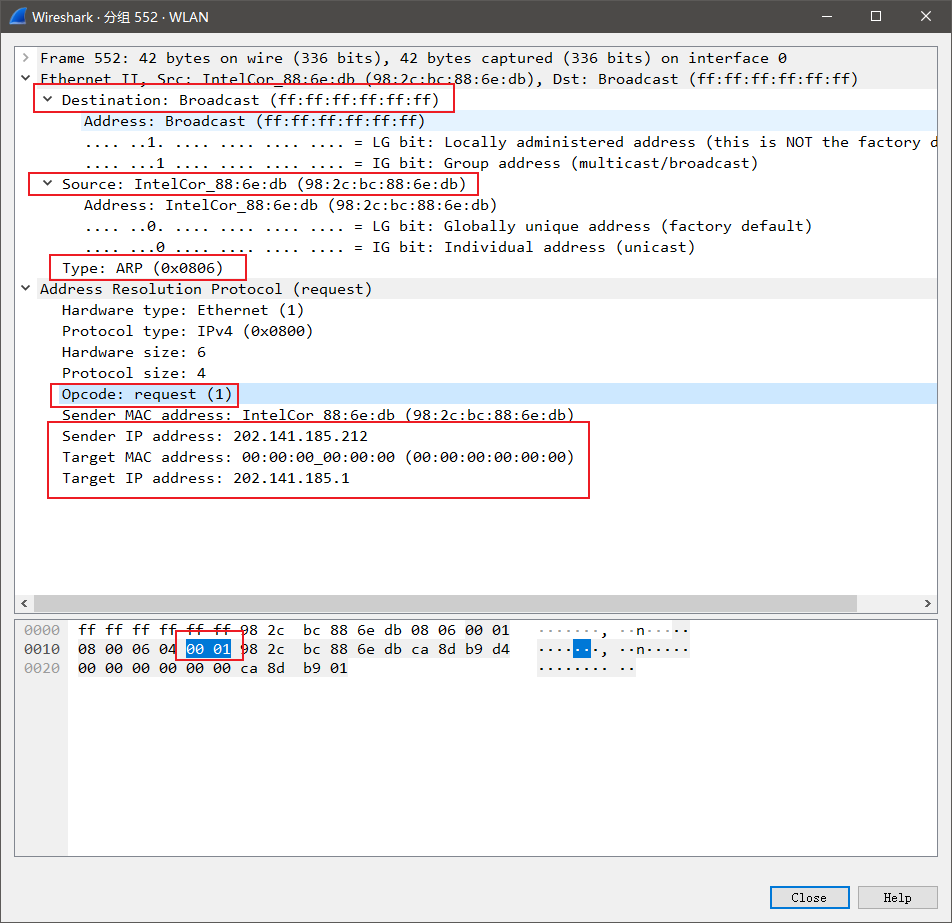 Wireshark · 分组 552 · WLAN
Frame 552: 42 bytes on wire (336 bits), 42 bytes captured (336 bits) on interface 0
Ethernet II, Src: IntelCor_88:6e:db (98:2c:bc:88:6e:db), Dst: Broadcast (ff:ff:ff:ff:ff:ff)
Destination: Broadcast (ff:ff:ff:ff:ff:ff)
Address: Broadcast (ff:ff:ff:ff:ff:ff)
.... ..1. .... .... .... .... = LG bit: Locally administered address (this is NOT the factory d
.... ...1 .... .... .... .... = IG bit: Group address (multicast/broadcast)
Source: IntelCor_88:6e:db (98:2c:bc:88:6e:db)
Address: IntelCor_88:6e:db (98:2c:bc:88:6e:db)
.... ..0. .... .... .... .... = LG bit: Globally unique address (factory default)
.... ...0 .... .... .... .... = IG bit: Individual address (unicast)
Type: ARP (0x0806)
Address Resolution Protocol (request)
Hardware type: Ethernet (1)
Protocol type: IPv4 (0x0800)
Hardware size: 6
Protocol size: 4
Opcode: request (1)
Sender MAC address: IntelCor_88:6e:db (98:2c:bc:88:6e:db)
Sender IP address: 202.141.185.212
Target MAC address: 00:00:00_00:00:00 (00:00:00:00:00:00)
Target IP address: 202.141.185.1
0000 ff ff ff ff ff ff 98 2c bc 88 6e db 08 06 00 01 ·······, ··n·····
0010 08 00 06 04 00 01 98 2c bc 88 6e db ca 8d b9 d4 ·······, ··n·····
0020 00 00 00 00 00 00 ca 8d b9 01 ········ ··
Close Help